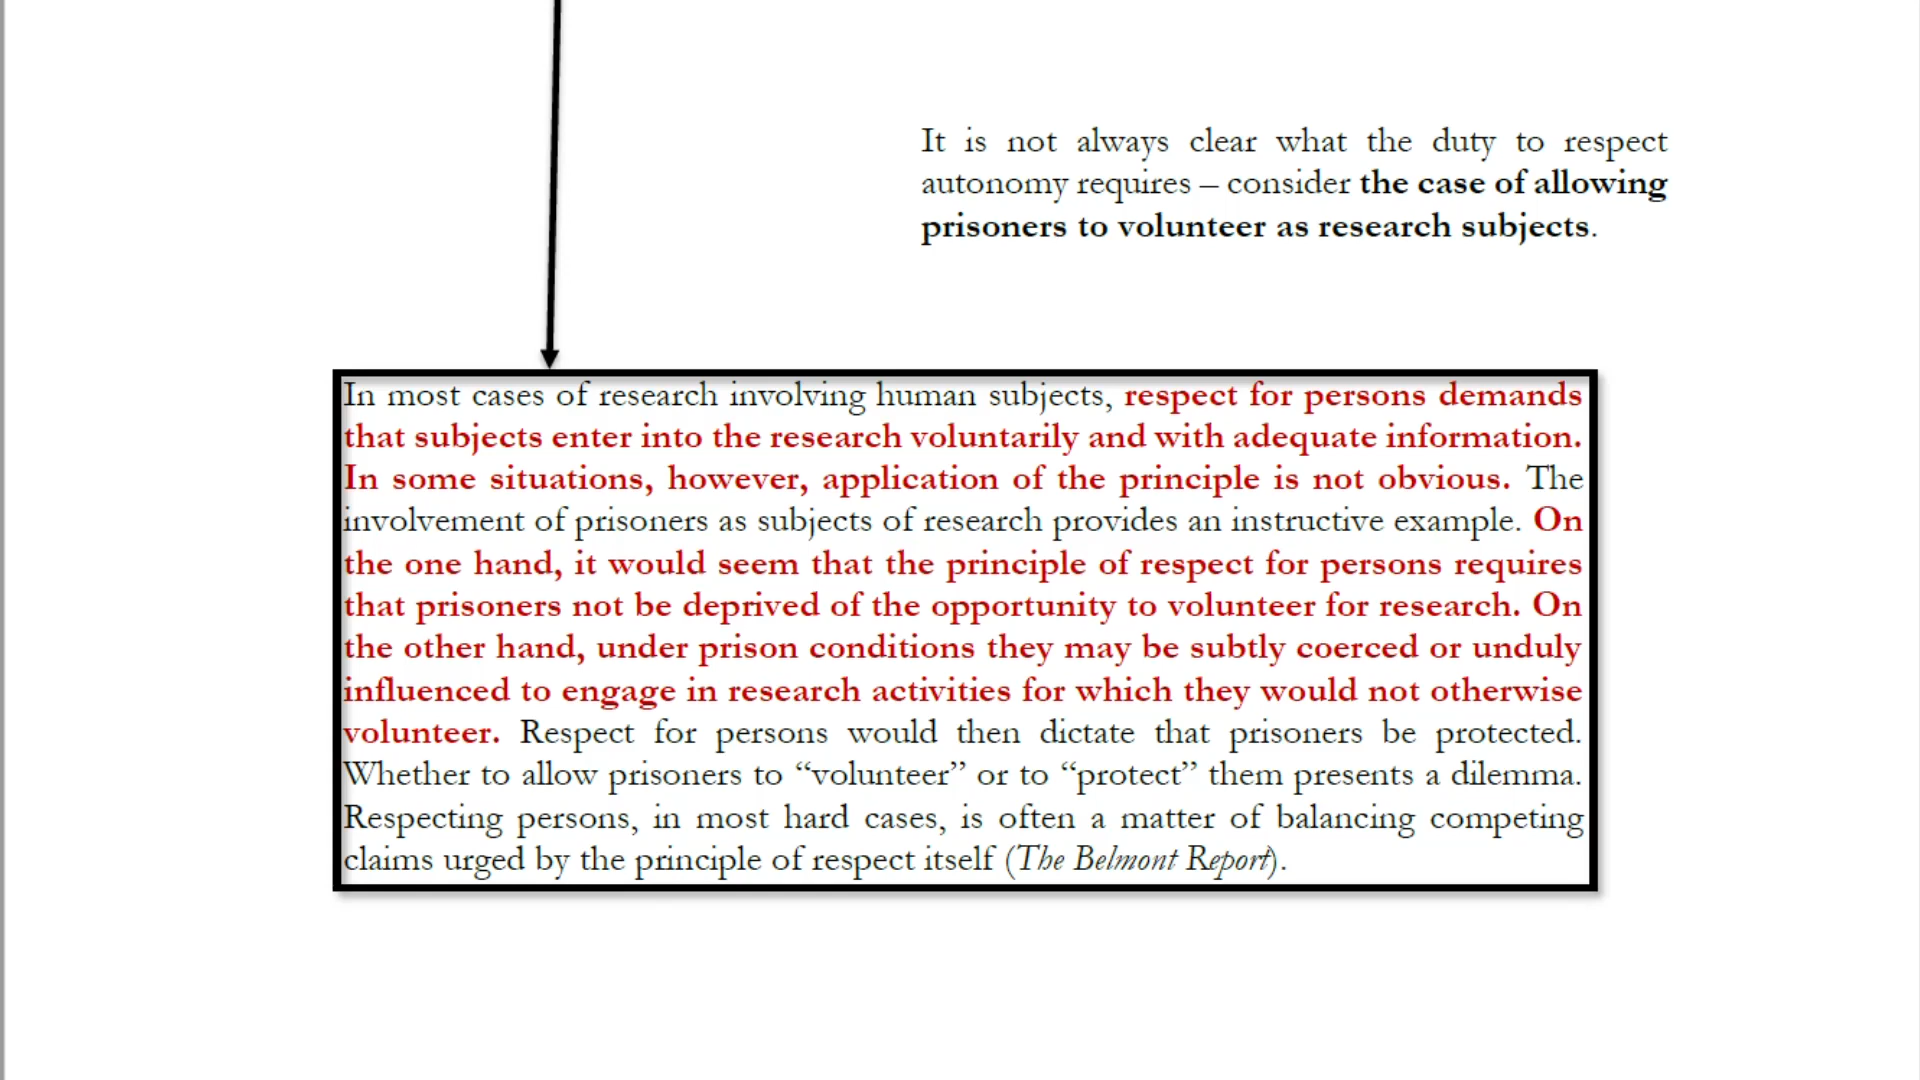 It is not always clear what the duty to respect
autonomy requires – consider the case of allowing
prisoners to volunteer as research subjects.
In most cases of research involving human subjects, respect for persons demands
that subjects enter into the research voluntarily and with adequate information.
In some situations, however, application of the principle is not obvious. The
involvement of prisoners as subjects of research provides an instructive example. On
the one hand, it would seem that the principle of respect for persons requires
that prisoners not be deprived of the opportunity to volunteer for research. On
the other hand, under prison conditions they may be subtly coerced or unduly
influenced to engage in research activities for which they would not otherwise
volunteer. Respect for persons would then dictate that prisoners be protected.
Whether to allow prisoners to “volunteer” or to “protect” them presents a dilemma.
Respecting persons, in most hard cases, is often a matter of balancing competing
claims urged by the principle of respect itself (The Belmont Report).